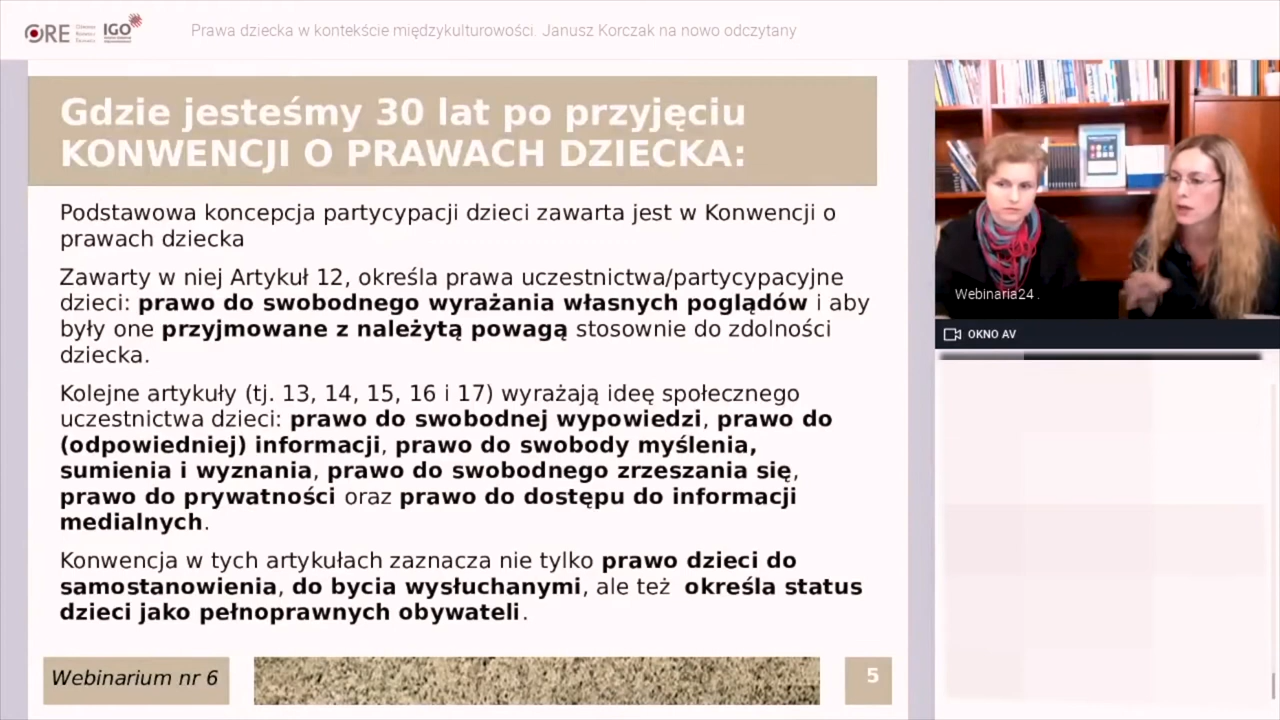 ORE
IGO
Prawa dziecka w kontekście międzykulturowości. Janusz Korczak na nowo odczytany
Gdzie jesteśmy 30 lat po przyjęciu
KONWENCJI O PRAWACH DZIECKA:
Podstawowa koncepcja partycypacji dzieci zawarta jest w Konwencji o
prawach dziecka
Zawarty w niej Artykuł 12, określa prawa uczestnictwa/partycypacyjne
dzieci: prawo do swobodnego wyrażania własnych poglądów i aby
były one przyjmowane z należytą powagą stosownie do zdolności
dziecka.
Kolejne artykuły (tj. 13, 14, 15, 16 i 17) wyrażają ideę społecznego
uczestnictwa dzieci: prawo do swobodnej wypowiedzi, prawo do
(odpowiedniej) informacji, prawo do swobody myślenia,
sumienia i wyznania, prawo do swobodnego zrzeszania się,
prawo do prywatności oraz prawo do dostępu do informacji
medialnych.
Konwencja w tych artykułach zaznacza nie tylko prawo dzieci do
samostanowienia, do bycia wysłuchanymi, ale też określa status
dzieci jako pełnoprawnych obywateli.
Webinarium nr 6
5
Webinaria24 .
OKNO AV